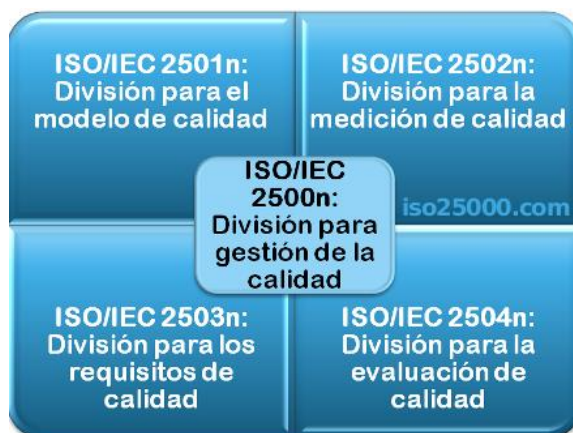 ISO/IEC 2501n:
División para el
modelo de calidad
ISO/IEC 2502n:
División para la
medición de calidad
ISO/IEC
2500n:
División para
gestión de la
calidad
iso25000.com
ISO/IEC 2503n:
División para los
requisitos de
calidad
ISO/IEC 2504n:
División para la
evaluación de
calidad